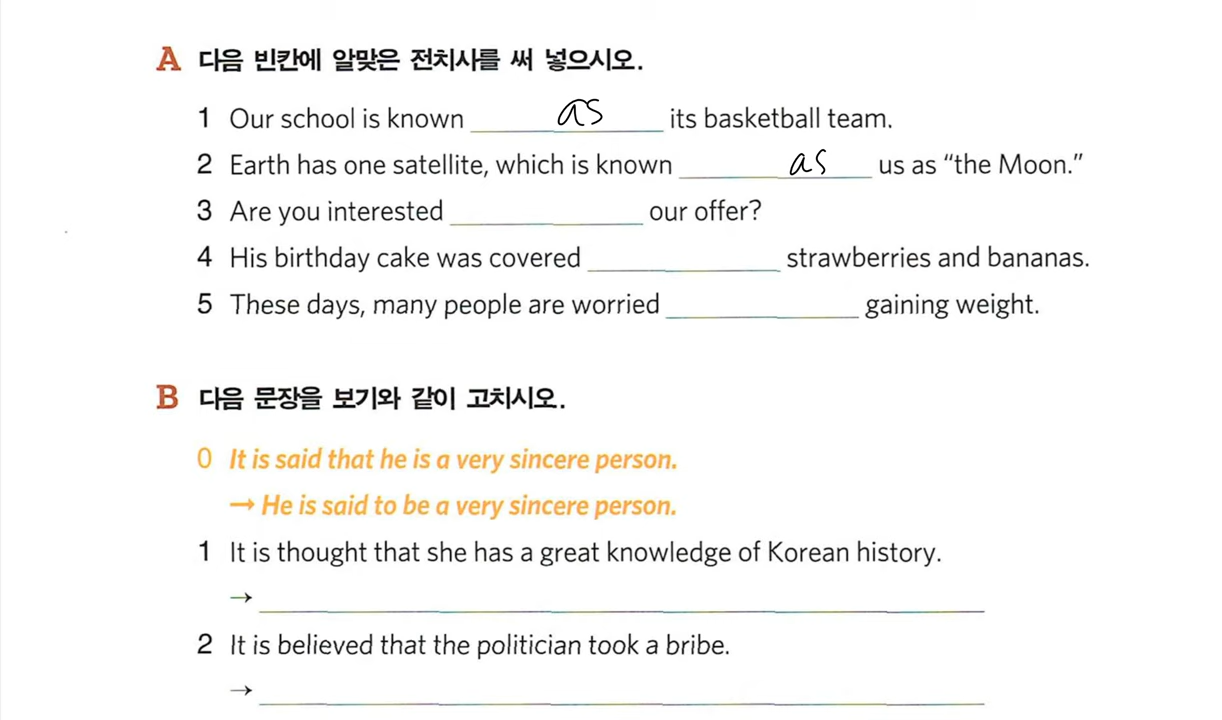 A 다음 빈칸에 알맞은 전치사를 써 넣으시오.
1 Our school is known as its basketball team.
2 Earth has one satellite, which is known as us as “the Moon.”
3 Are you interested ____________ our offer?
4 His birthday cake was covered ____________ strawberries and bananas.
5 These days, many people are worried ____________ gaining weight.
B 다음 문장을 보기와 같이 고치시오.
0 It is said that he is a very sincere person.
→ He is said to be a very sincere person.
1 It is thought that she has a great knowledge of Korean history.
→ ____________
2 It is believed that the politician took a bribe.
→ ____________